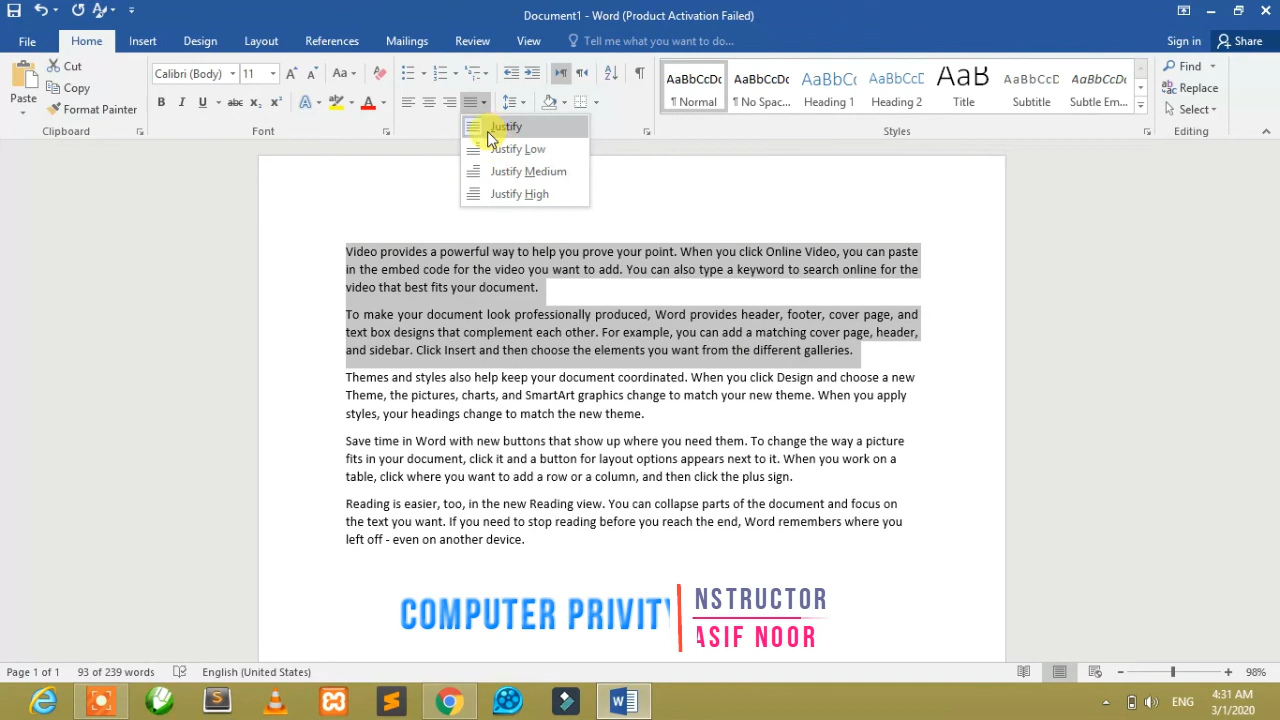 Document1 - Word (Product Activation Failed)
File Home Insert Design Layout References Mailings Review View Tell me what you want to do... Sign in Share
Paste
Cut
Copy
Format Painter
Clipboard
Calibri (Body) 11
Aa
B I U abc A A
Font
AaBbCcDc AaBbCcDc AaBbCc AaBbCcC AaB AaBbCcD AaBbCcDc
¶ Normal ¶ No Spac... Heading 1 Heading 2 Title Subtitle Subtle Em...
Styles
Find
Replace
Select
Editing
Justify
Justify Low
Justify Medium
Justify High
Video provides a powerful way to help you prove your point. When you click Online Video, you can paste
in the embed code for the video you want to add. You can also type a keyword to search online for the
video that best fits your document.
To make your document look professionally produced, Word provides header, footer, cover page, and
text box designs that complement each other. For example, you can add a matching cover page, header,
and sidebar. Click Insert and then choose the elements you want from the different galleries.
Themes and styles also help keep your document coordinated. When you click Design and choose a new
Theme, the pictures, charts, and SmartArt graphics change to match your new theme. When you apply
styles, your headings change to match the new theme.
Save time in Word with new buttons that show up where you need them. To change the way a picture
fits in your document, click it and a button for layout options appears next to it. When you work on a
table, click where you want to add a row or a column, and then click the plus sign.
Reading is easier, too, in the new Reading view. You can collapse parts of the document and focus on
the text you want. If you need to stop reading before you reach the end, Word remembers where you
left off - even on another device.
COMPUTER PRIVITY
NSTRUCTOR
ASIF NOOR
Page 1 of 1 93 of 239 words English (United States) 98%
ENG
4:31 AM
3/1/2020